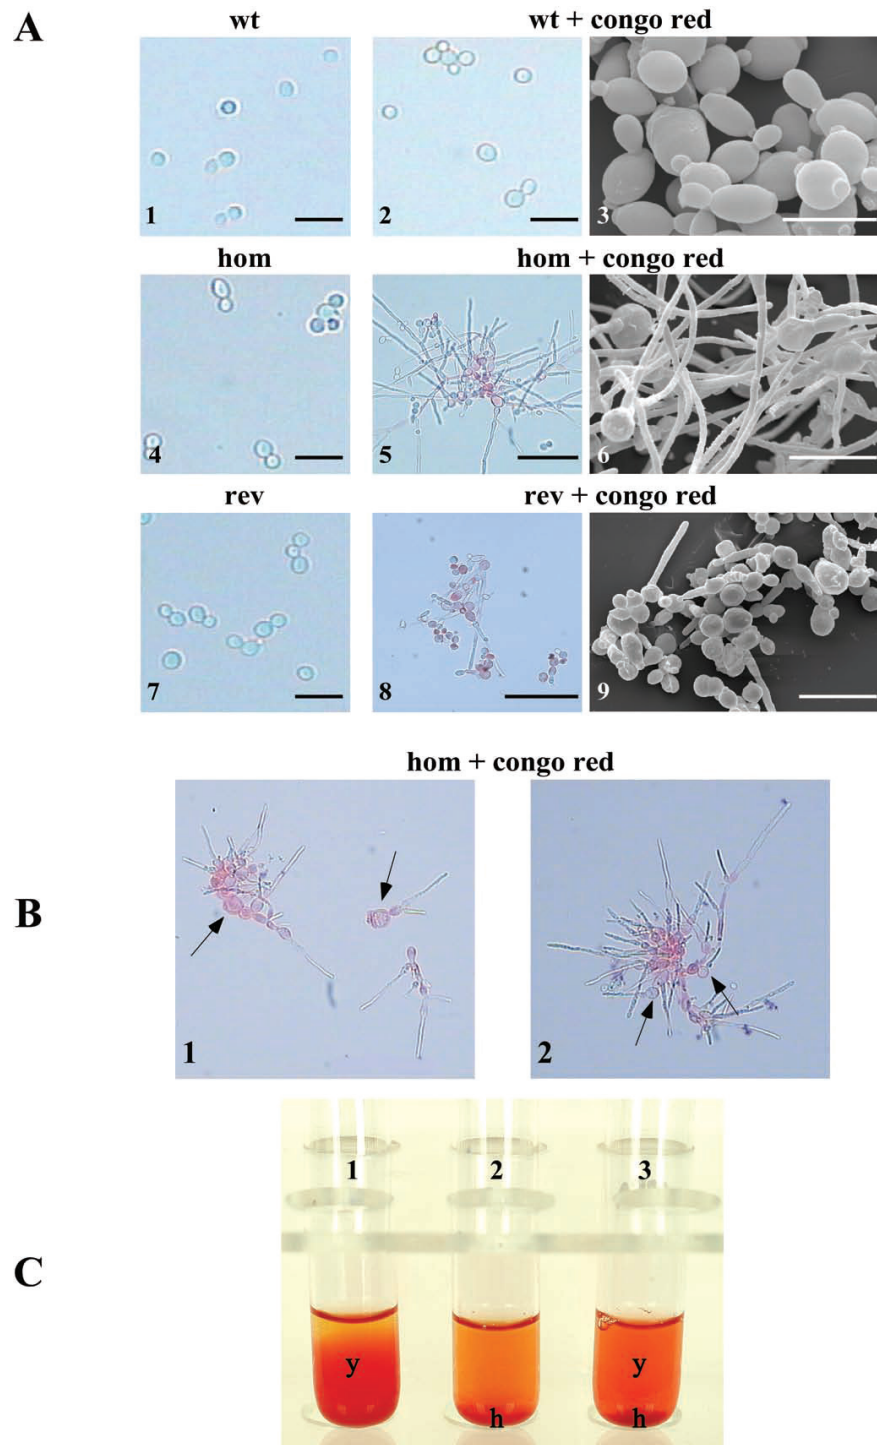 A
wt
wt + congo red
1
2
3
hom
hom + congo red
4
5
6
rev
rev + congo red
7
8
9
hom + congo red
B
1
2
C
1
2
3
y
y
h
h